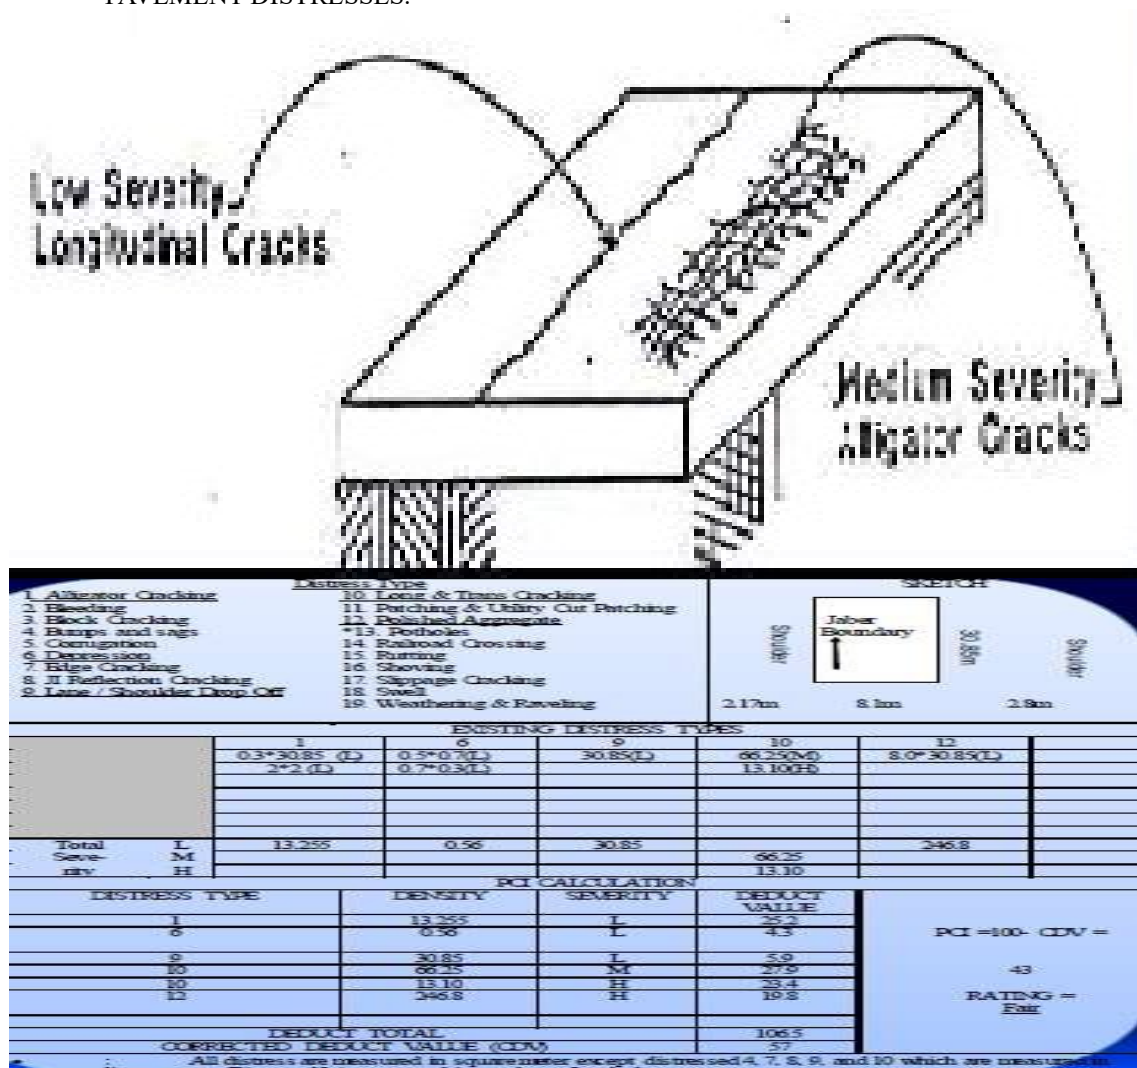 PAVEMENT DISTRESSES:
Low Severity
Longitudinal Cracks
Medium Severity
Alligator Cracks
Distress Type
1. Alligator Cracking
2. Bleeding
3. Block Cracking
4. Bumps and sags
5. Corrugation
6. Depression
7. Edge Cracking
8. JI Reflection Cracking
9. Lane / Shoulder Drop Off
10. Long & Trans Cracking
11. Patching & Utility Cut Patching
12. Polished Aggregate
*13. Potholes
14. Railroad Crossing
15. Rutting
16. Shoving
17. Slippage Cracking
18. Swell
19. Weathering & Raveling
SKETCH
Shoulder
Jaber
Boundary
30.85m
Shoulder
2.17m 8.1m 2.8m
EXISTING DISTRESS TYPES
1 6 9 10 12
0.3*30.85 (L) 0.5*0.7(L) 30.85(L) 66.25(M) 8.0*30.85(L)
2*2 (L) 0.7*0.3(L) 13.10(H)
Total L 13.255 0.56 30.85 246.8
Seve- M 66.25
rity H 13.10
PCI CALCULATION
DISTRESS TYPE DENSITY SEVERITY DEDUCT
VALUE
1 13.255 L 25.2
6 0.56 L 4.3
9 30.85 L 5.9
10 66.25 M 27.9
10 13.10 H 23.4
12 246.8 H 19.8
PCI =100- CDV =
43
RATING =
Fair
DEDUCT TOTAL 106.5
CORRECTED DEDUCT VALUE (CDV) 57
All distress are measured in square meter except distressed 4, 7, 8, 9, and 10 which are measured in